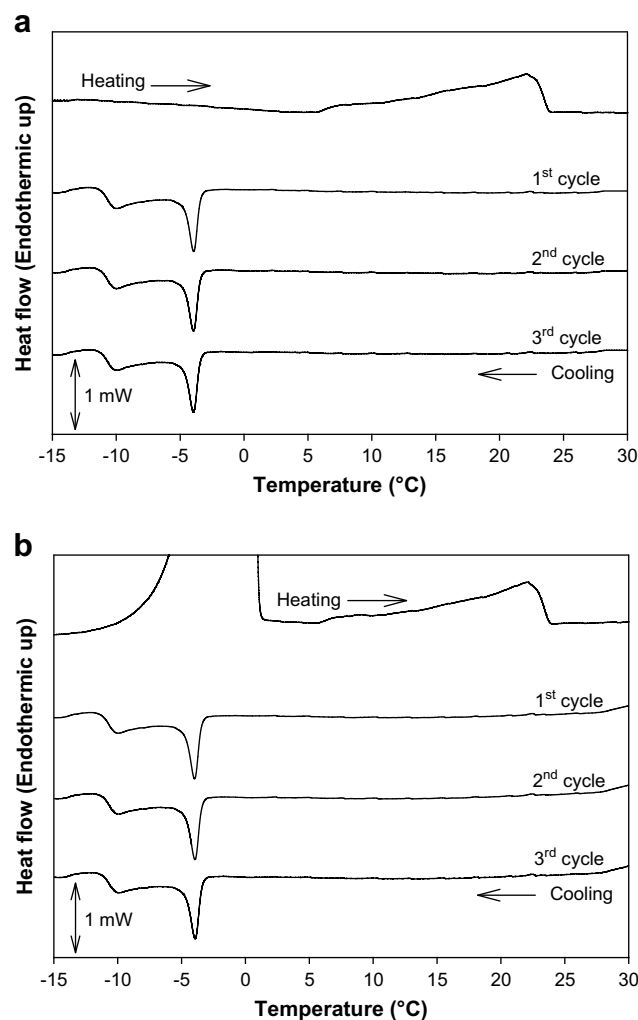 a
Heat flow (Endothermic up)
Heating
1st cycle
2nd cycle
3rd cycle
Cooling
1 mW
-15 -10 -5 0 5 10 15 20 25 30
Temperature (°C)
b
Heat flow (Endothermic up)
Heating
1st cycle
2nd cycle
3rd cycle
Cooling
1 mW
-15 -10 -5 0 5 10 15 20 25 30
Temperature (°C)